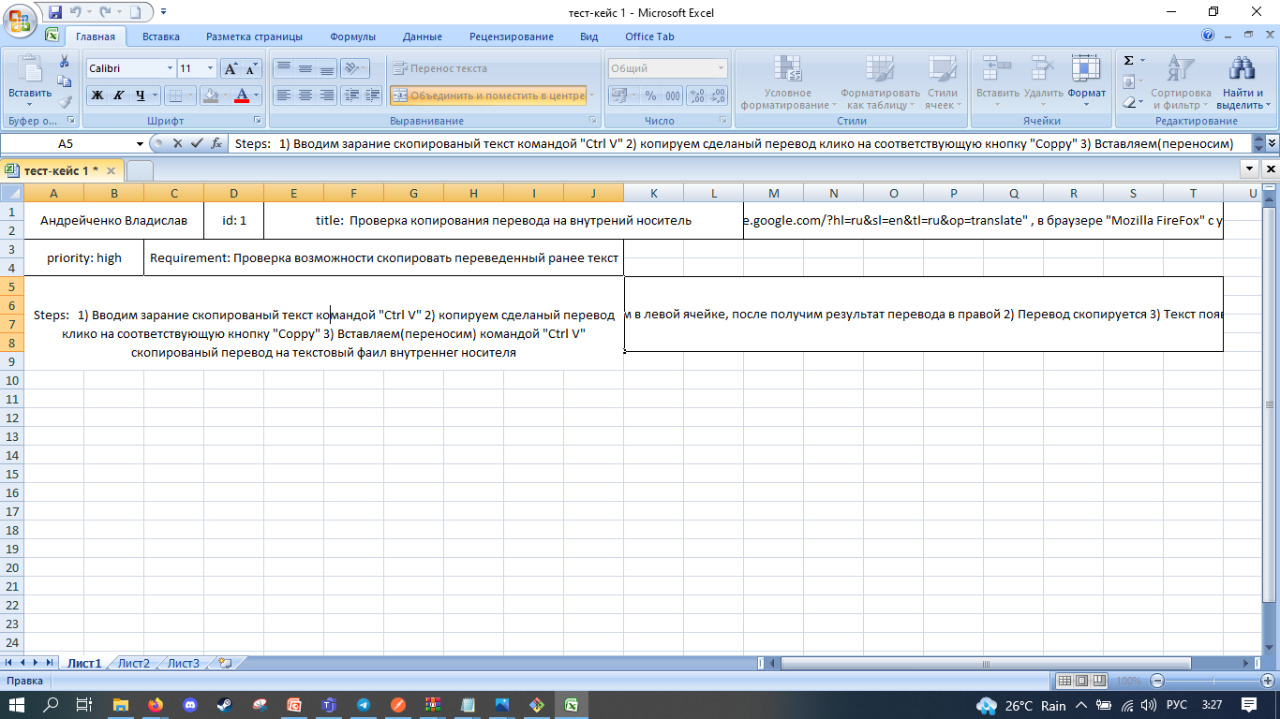 тест-кейс 1 - Microsoft Excel
Главная Вставка Разметка страницы Формулы Данные Рецензирование Вид Office Tab
Вставить
Буфер о...
Calibri 11
Ж К Ч
Шрифт
Перенос текста
Объединить и поместить в центре
Выравнивание
Общий
% 000
Число
Условное форматирование
Форматировать как таблицу
Стили ячеек
Стили
Вставить Удалить Формат
Ячейки
Σ
Сортировка и фильтр
Найти и выделить
Редактирование
A5 fx Steps: 1) Вводим зарание скопированый текст командой "Ctrl V" 2) копируем сделаный перевод клико на соответствующую кнопку "Coppy" 3) Вставляем(переносим)
тест-кейс 1 *
A B C D E F G H I J K L M N O P Q R S T U
1
2
Андрейченко Владислав id: 1 title: Проверка копирования перевода на внутрений носитель e.google.com/?hl=ru&sl=en&tl=ru&op=translate" , в браузере "Mozilla FireFox" с у
3
4
priority: high Requirement: Проверка возможности скопировать переведенный ранее текст
5
6
7
8
9
Steps: 1) Вводим зарание скопированый текст командой "Ctrl V" 2) копируем сделаный перевод
клико на соответствующую кнопку "Coppy" 3) Вставляем(переносим) командой "Ctrl V"
скопированый перевод на текстовый фаил внутреннег носителя
м в левой ячейке, после получим результат перевода в правой 2) Перевод скопируется 3) Текст появ
10
11
12
13
14
15
16
17
18
19
20
21
22
23
24
Лист1 Лист2 Лист3
Правка 100%
26°C Rain РУС 3:27